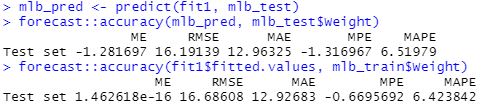 > mlb_pred <- predict(fit1, mlb_test)
> forecast::accuracy(mlb_pred, mlb_test$Weight)
ME RMSE MAE MPE MAPE
Test set -1.281697 16.19139 12.96325 -1.316967 6.51979
> forecast::accuracy(fit1$fitted.values, mlb_train$Weight)
ME RMSE MAE MPE MAPE
Test set 1.462618e-16 16.68608 12.92683 -0.6695692 6.423842